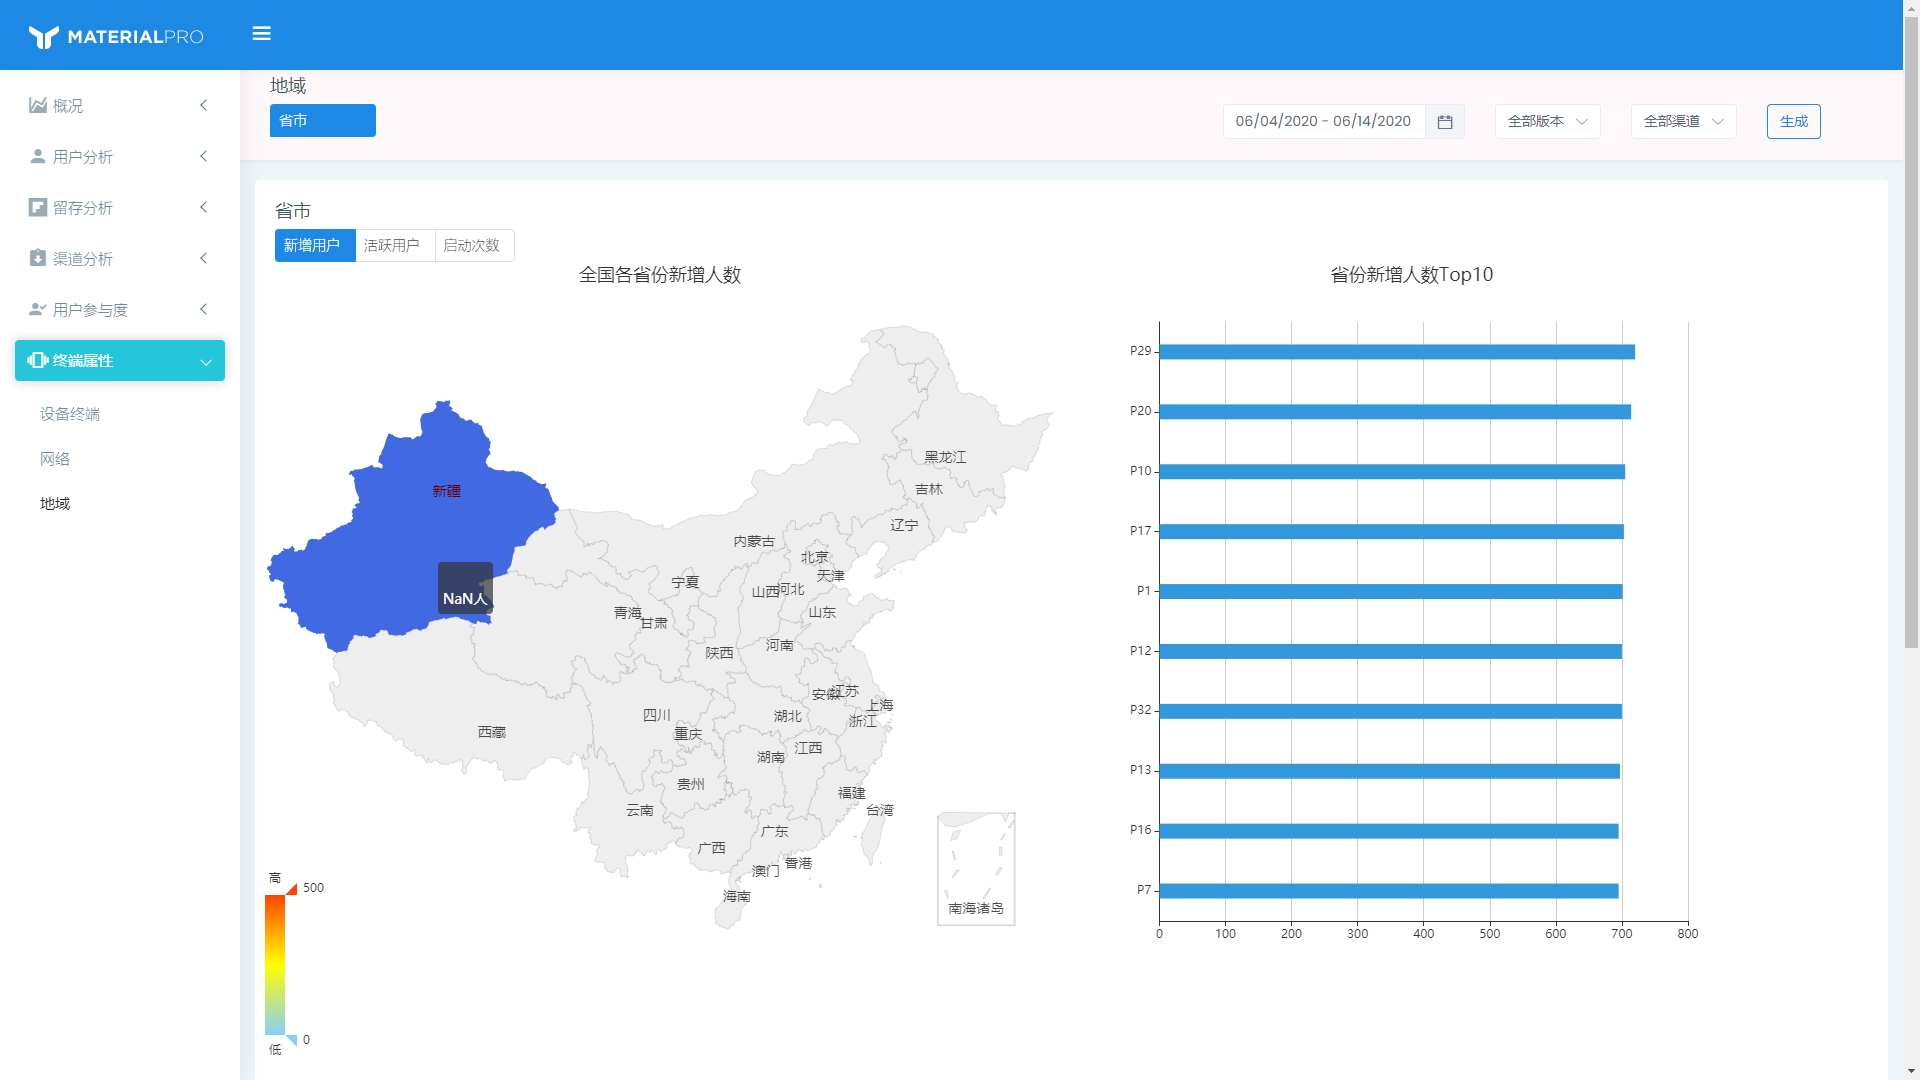 MATERIALPRO
概况
用户分析
留存分析
渠道分析
用户参与度
终端属性
设备终端
网络
地域
地域
省市
06/04/2020 - 06/14/2020
全部版本
全部渠道
生成
省市
新增用户
活跃用户
启动次数
全国各省份新增人数
黑龙江
吉林
辽宁
新疆
内蒙古
北京
天津
宁夏
山西
河北
NaN人
青海
甘肃
山东
河南
陕西
安徽
江苏
上海
四川
湖北
浙江
西藏
重庆
江西
湖南
贵州
福建
云南
台湾
广东
广西
香港
澳门
海南
南海诸岛
高
500
0
低
省份新增人数Top10
P29
P20
P10
P17
P1
P12
P32
P13
P16
P7
0 100 200 300 400 500 600 700 800